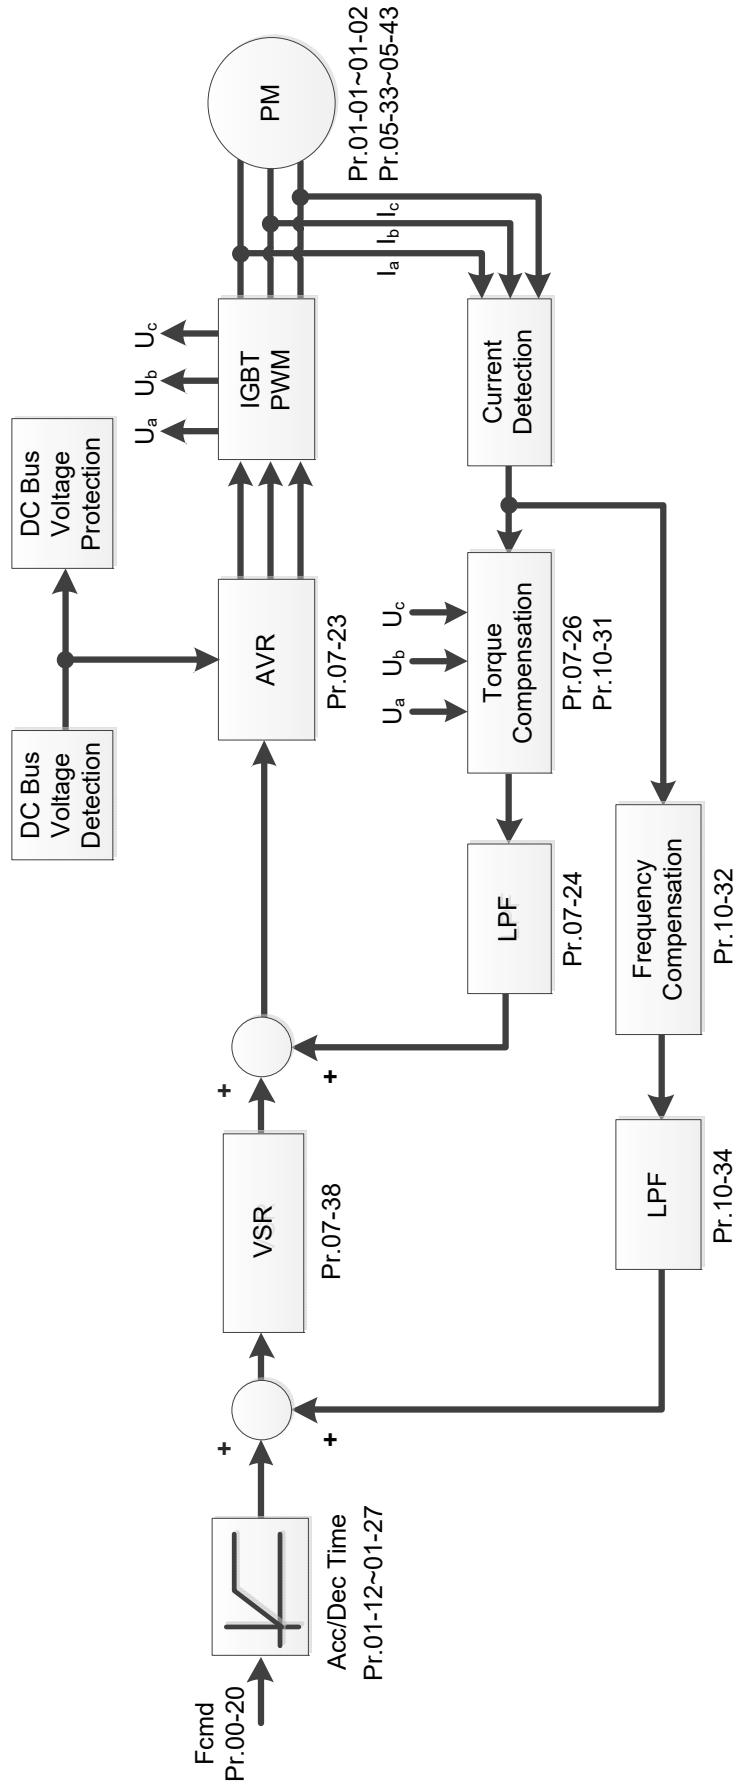 Fcmd
Pr.00-20
Acc/Dec Time
Pr.01-12~01-27
+
+
VSR
Pr.07-38
+
+
DC Bus
Voltage
Detection
DC Bus
Voltage
Protection
AVR
Pr.07-23
Ua
Ub
Uc
IGBT
PWM
PM
Pr.01-01~01-02
Pr.05-33~05-43
Ia
Ib
Ic
Current
Detection
Ua
Ub
Uc
Torque
Compensation
Pr.07-26
Pr.10-31
LPF
Pr.07-24
Frequency
Compensation
Pr.10-32
LPF
Pr.10-34